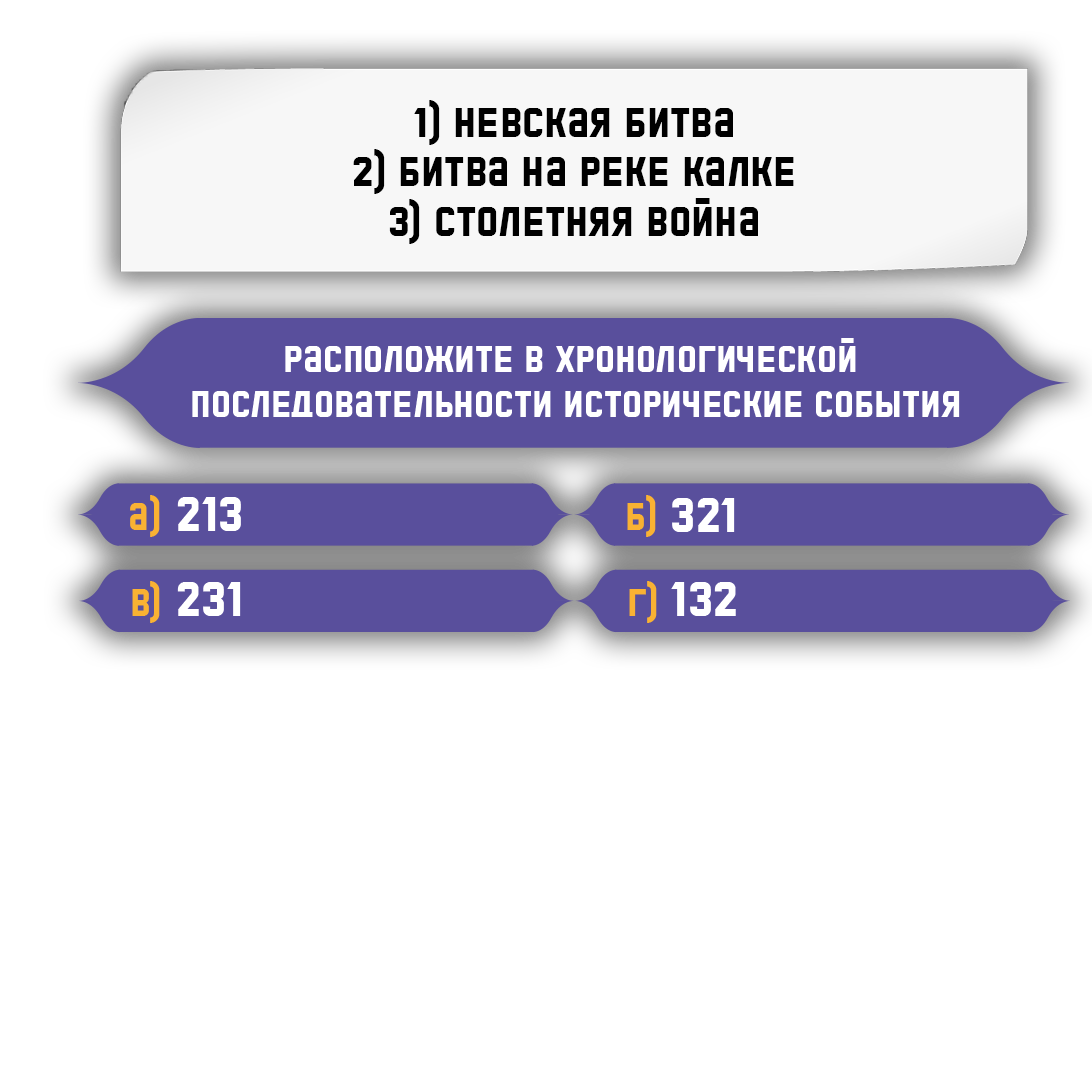 1) НЕВСКАЯ БИТВА
2) БИТВА НА РЕКЕ КАЛКЕ
3) СТОЛЕТНЯЯ ВОЙНА
РАСПОЛОЖИТЕ В ХРОНОЛОГИЧЕСКОЙ
ПОСЛЕДОВАТЕЛЬНОСТИ ИСТОРИЧЕСКИЕ СОБЫТИЯ
а) 213
б) 321
в) 231
г) 132